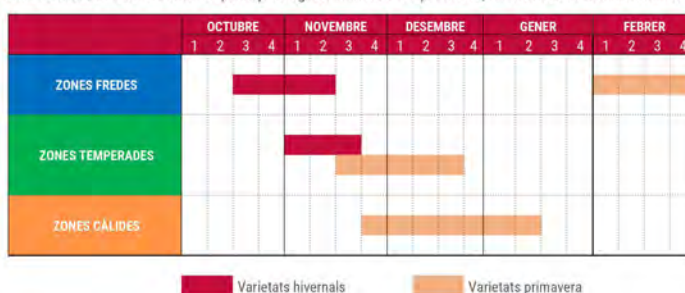 OCTUBRE NOVEMBRE DESEMBRE GENER FEBRER
1 2 3 4 1 2 3 4 1 2 3 4 1 2 3 4 1 2 3 4
ZONES FREDES
ZONES TEMPERADES
ZONES CÀLIDES
Varietats hivernals Varietats primavera